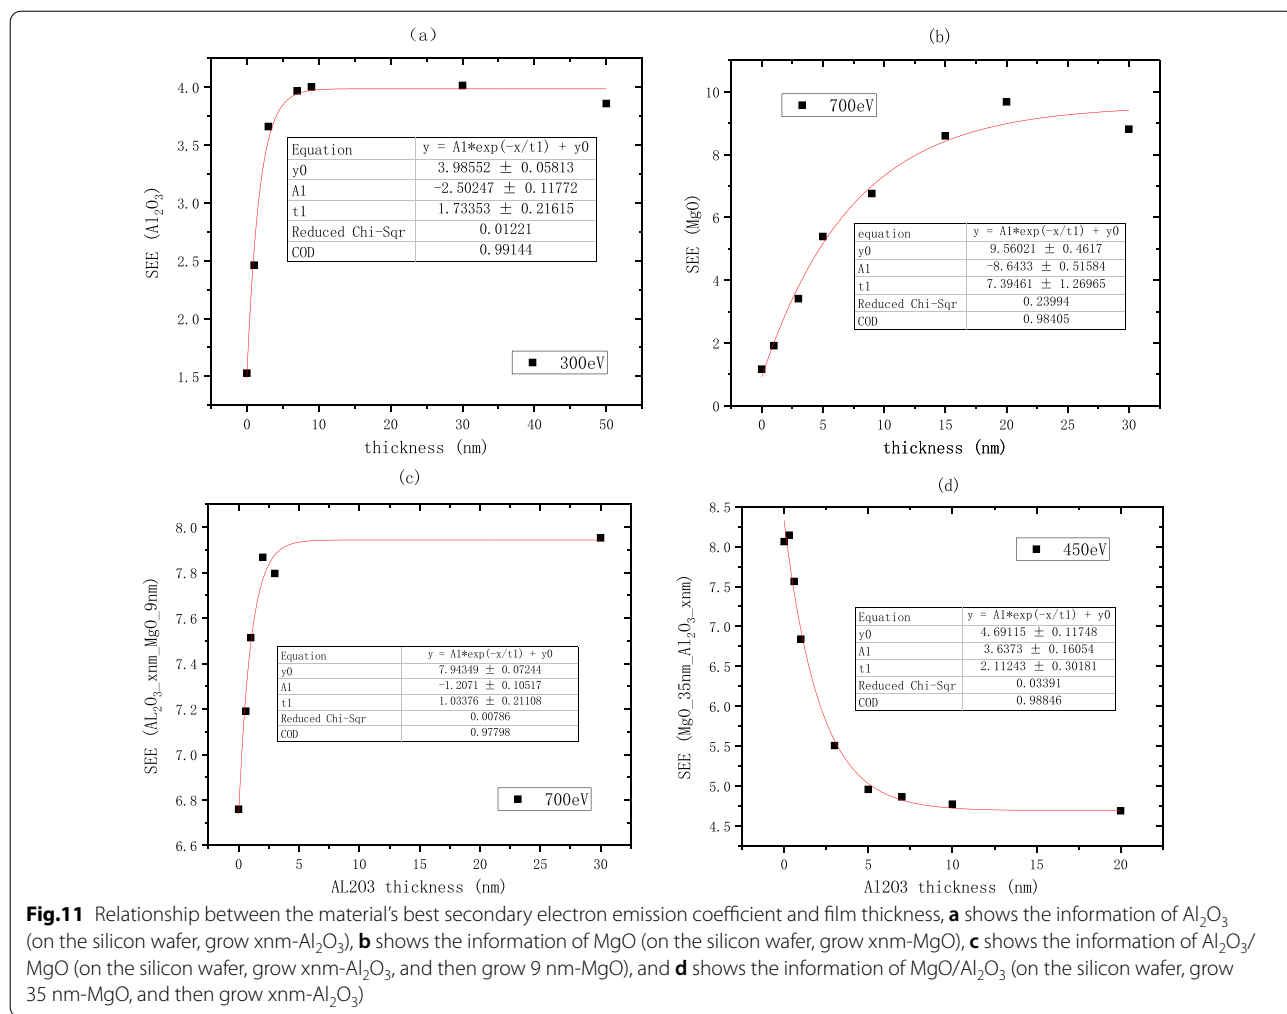 (a)
4.0
3.5
3.0
2.5
2.0
1.5
SEE (Al₂O₃)
Equation y = A1*exp(-x/t1) + y0
y0 3.98552 ± 0.05813
A1 -2.50247 ± 0.11772
t1 1.73353 ± 0.21615
Reduced Chi-Sqr 0.01221
COD 0.99144
300eV
0 10 20 30 40 50
thickness (nm)
(b)
10
8
6
4
2
0
SEE (MgO)
700eV
equation y = A1*exp(-x/t1) + y0
y0 9.56021 ± 0.4617
A1 -8.6433 ± 0.51584
t1 7.39461 ± 1.26965
Reduced Chi-Sqr 0.23994
COD 0.98405
0 5 10 15 20 25 30
thickness (nm)
(c)
8.0
7.8
7.6
7.4
7.2
7.0
6.8
6.6
SEE (AL₂O₃_xnm_MgO_9nm)
Equation y = A1*exp(-x/t1) + y0
y0 7.94349 ± 0.07244
A1 -1.2071 ± 0.10517
t1 1.03376 ± 0.21108
Reduced Chi-Sqr 0.00786
COD 0.97798
700eV
0 5 10 15 20 25 30
AL2O3 thickness (nm)
(d)
8.5
8.0
7.5
7.0
6.5
6.0
5.5
5.0
4.5
SEE (MgO_35nm_Al₂O₃_xnm)
450eV
Equation y = A1*exp(-x/t1) + y0
y0 4.69115 ± 0.11748
A1 3.6373 ± 0.16054
t1 2.11243 ± 0.30181
Reduced Chi-Sqr 0.03391
COD 0.98846
0 5 10 15 20
Al2O3 thickness (nm)
Fig.11 Relationship between the material's best secondary electron emission coefficient and film thickness, a shows the information of Al₂O₃
(on the silicon wafer, grow xnm-Al₂O₃), b shows the information of MgO (on the silicon wafer, grow xnm-MgO), c shows the information of Al₂O₃/
MgO (on the silicon wafer, grow xnm-Al₂O₃, and then grow 9 nm-MgO), and d shows the information of MgO/Al₂O₃ (on the silicon wafer, grow
35 nm-MgO, and then grow xnm-Al₂O₃)